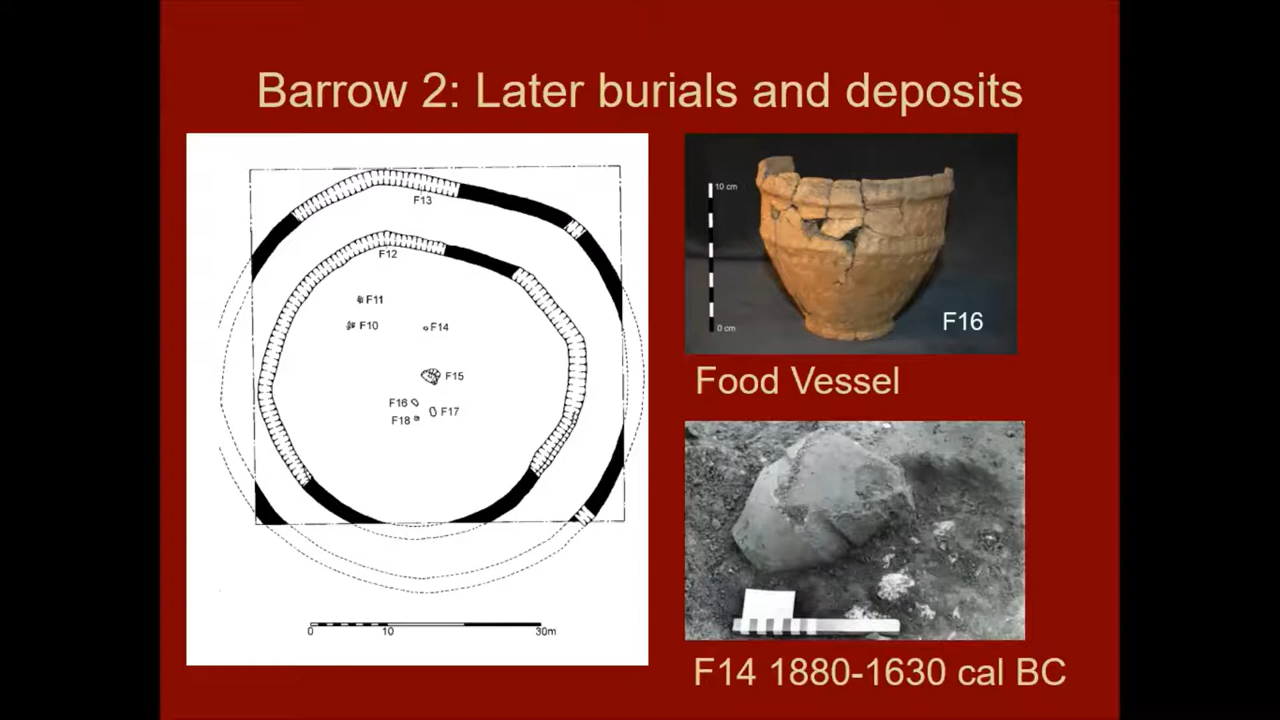 Barrow 2: Later burials and deposits
F13
F12
F11
F10
F14
F15
F16
F17
F18
0 10 30m
10 cm
0 cm
F16
Food Vessel
F14 1880-1630 cal BC